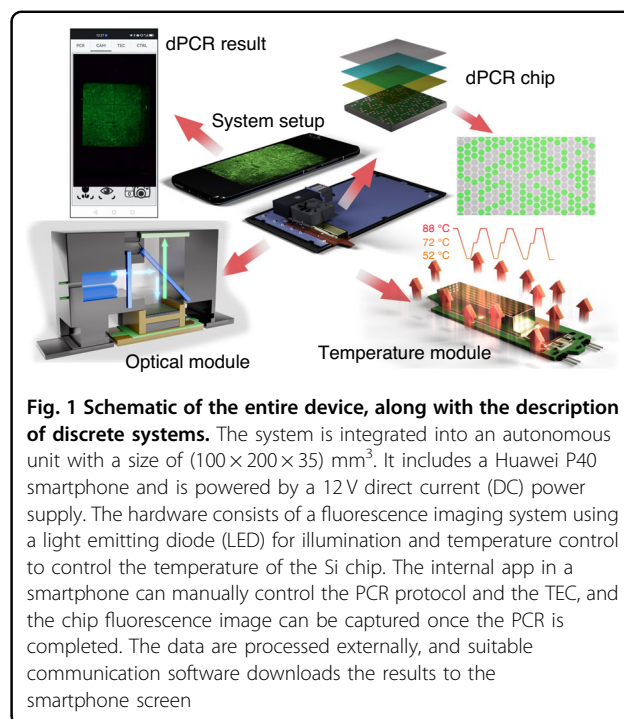 PCR CAM TEC CTRL
dPCR result
dPCR chip
System setup
88 °C
72 °C
52 °C
Optical module
Temperature module
Fig. 1 Schematic of the entire device, along with the description
of discrete systems. The system is integrated into an autonomous
unit with a size of (100 × 200 × 35) mm³. It includes a Huawei P40
smartphone and is powered by a 12 V direct current (DC) power
supply. The hardware consists of a fluorescence imaging system using
a light emitting diode (LED) for illumination and temperature control
to control the temperature of the Si chip. The internal app in a
smartphone can manually control the PCR protocol and the TEC, and
the chip fluorescence image can be captured once the PCR is
completed. The data are processed externally, and suitable
communication software downloads the results to the
smartphone screen